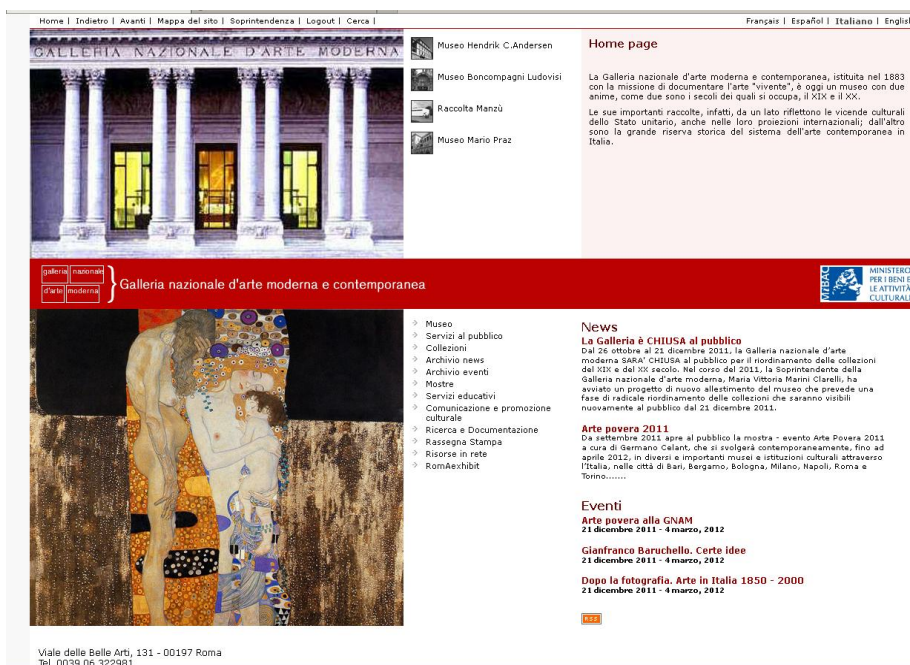 Home | Indietro | Avanti | Mappa del sito | Soprintendenza | Logout | Cerca |
Français | Español | Italiano | English
GALLERIA NAZIONALE D'ARTE MODERNA
Museo Hendrik C.Andersen
Museo Boncompagni Ludovisi
Raccolta Manzù
Museo Mario Praz
Home page
La Galleria nazionale d'arte moderna e contemporanea, istituita nel 1883
con la missione di documentare l'arte "vivente", è oggi un museo con due
anime, come due sono i secoli dei quali si occupa, il XIX e il XX.
Le sue importanti raccolte, infatti, da un lato riflettono le vicende culturali
dello Stato unitario, anche nelle loro proiezioni internazionali; dall'altro
sono la grande riserva storica del sistema dell'arte contemporanea in
Italia.
galleria nazionale
d'arte moderna
Galleria nazionale d'arte moderna e contemporanea
MiBAC
MINISTERO
PER I BENI E
LE ATTIVITÀ
CULTURALI
Museo
Servizi al pubblico
Collezioni
Archivio news
Archivio eventi
Mostre
Servizi educativi
Comunicazione e promozione
culturale
Ricerca e Documentazione
Rassegna Stampa
Risorse in rete
RomAexhibit
News
La Galleria è CHIUSA al pubblico
Dal 26 ottobre al 21 dicembre 2011, la Galleria nazionale d'arte
moderna SARA' CHIUSA al pubblico per il riordinamento delle collezioni
del XIX e del XX secolo. Nel corso del 2011, la Soprintendente della
Galleria nazionale d'arte moderna, Maria Vittoria Marini Clarelli, ha
avviato un progetto di nuovo allestimento del museo che prevede una
fase di radicale riordinamento delle collezioni che saranno visibili
nuovamente al pubblico dal 21 dicembre 2011.
Arte povera 2011
Da settembre 2011 apre al pubblico la mostra - evento Arte Povera 2011
a cura di Germano Celant, che si svolgerà contemporaneamente, fino ad
aprile 2012, in diversi e importanti musei e istituzioni culturali attraverso
l'Italia, nelle città di Bari, Bergamo, Bologna, Milano, Napoli, Roma e
Torino.......
Eventi
Arte povera alla GNAM
21 dicembre 2011 - 4 marzo, 2012
Gianfranco Baruchello. Certe idee
21 dicembre 2011 - 4 marzo, 2012
Dopo la fotografia. Arte in Italia 1850 - 2000
21 dicembre 2011 - 4 marzo, 2012
RSS
Viale delle Belle Arti, 131 - 00197 Roma
Tel. 0039 06 322981